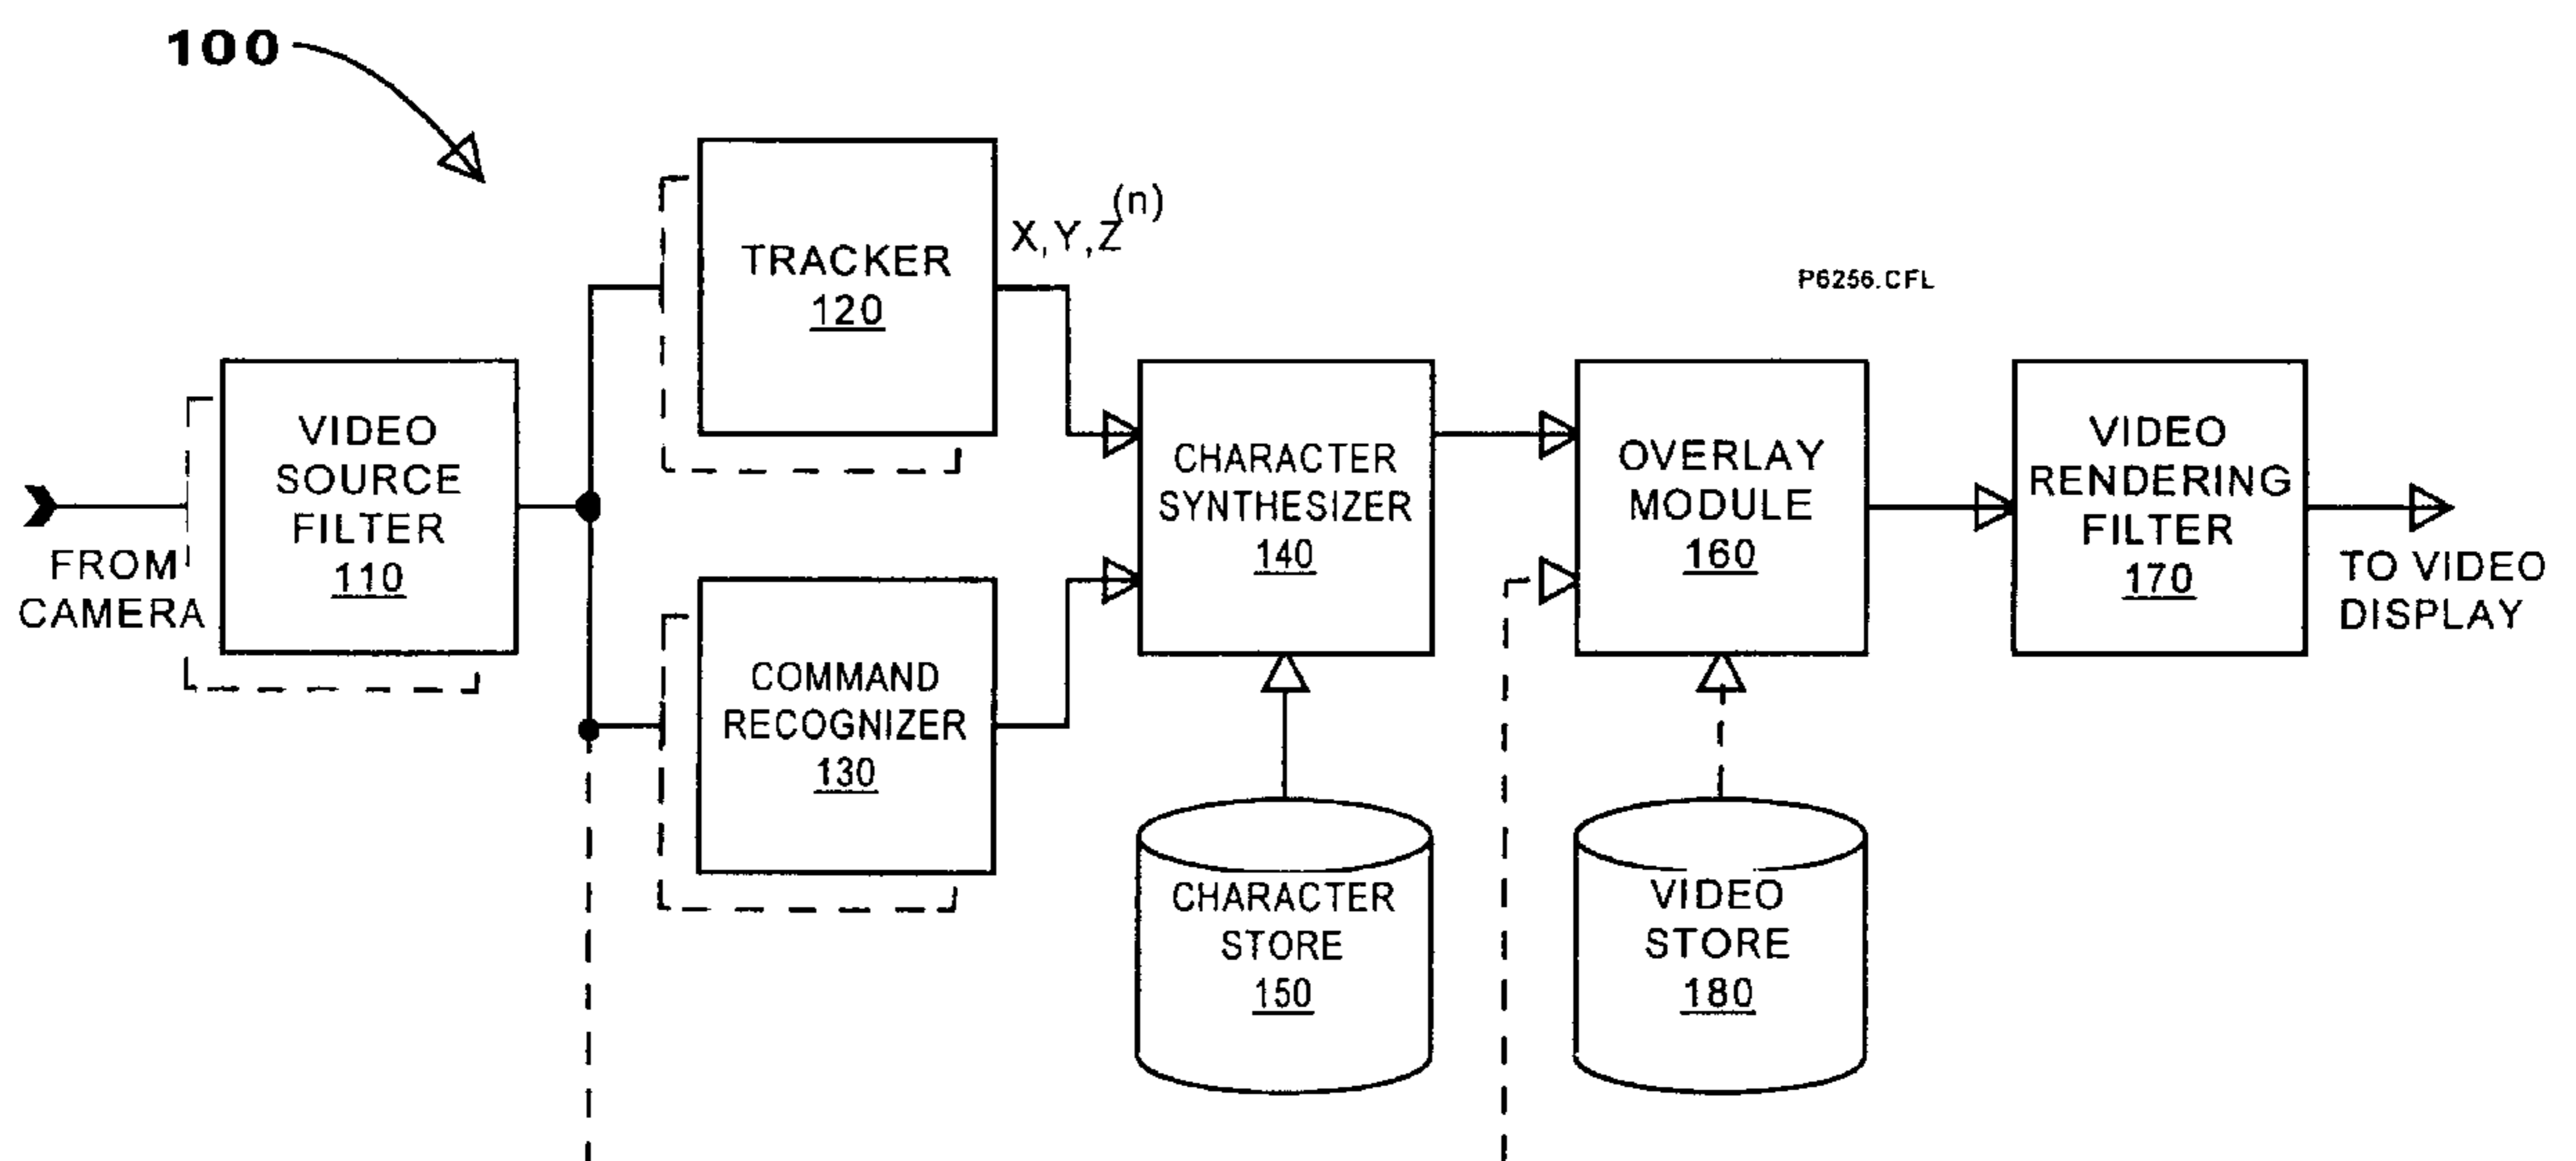 100
TRACKER
120
X, Y, Z(n)
P6256.CFL
VIDEO
SOURCE
FILTER
110
FROM
CAMERA
COMMAND
RECOGNIZER
130
CHARACTER
SYNTHESIZER
140
OVERLAY
MODULE
160
VIDEO
RENDERING
FILTER
170
TO VIDEO
DISPLAY
CHARACTER
STORE
150
VIDEO
STORE
180